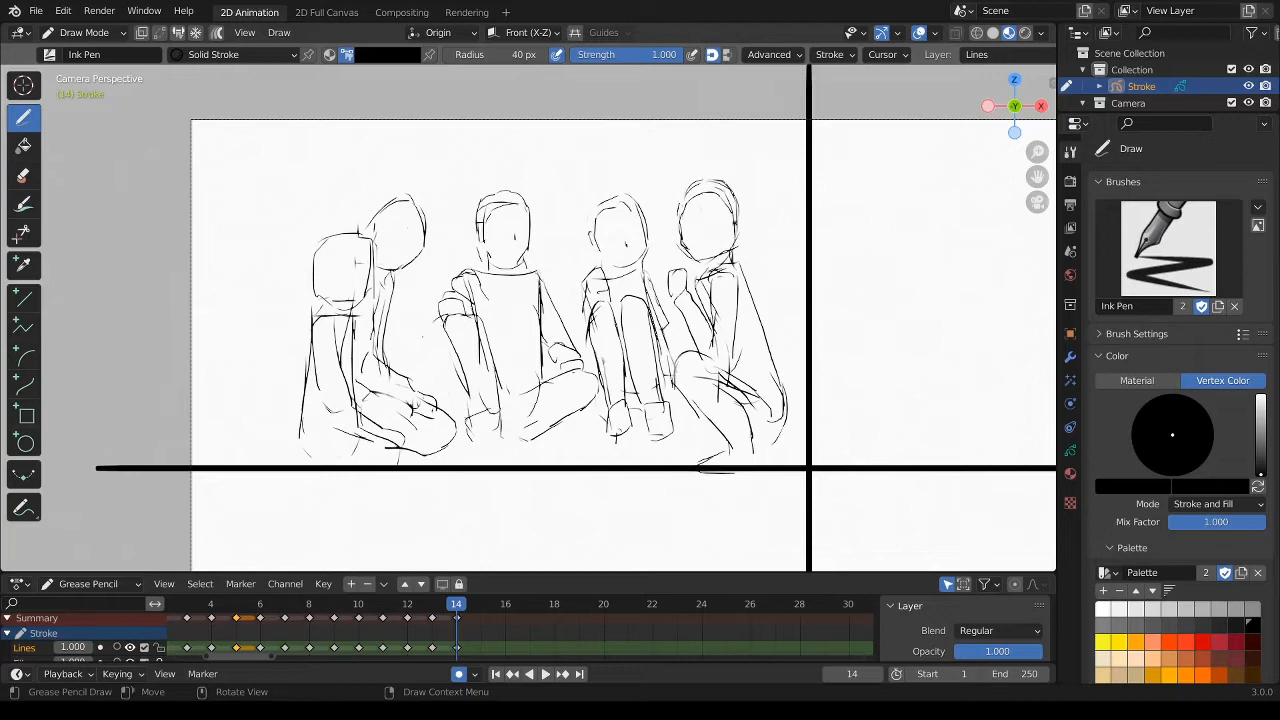 File Edit Render Window Help 2D Animation 2D Full Canvas Compositing Rendering + Scene View Layer
Draw Mode View Draw Origin Front (X-Z) Guides
Ink Pen Solid Stroke Radius 40 px Strength 1.000 Advanced Stroke Cursor Layer: Lines
Camera Perspective
(14) Stroke
Z
Y
X
Scene Collection
Collection
Stroke
Camera
Draw
Brushes
Ink Pen 2
Brush Settings
Color
Material Vertex Color
Mode Stroke and Fill
Mix Factor 1.000
Palette
Palette 2
Grease Pencil View Select Marker Channel Key
4 6 8 10 12 14 16 18 20 22 24 26 28 30
Summary
Stroke
Lines 1.000
Layer
Blend Regular
Opacity 1.000
Playback Keying View Marker 14 Start 1 End 250
Grease Pencil Draw Move Rotate View Draw Context Menu 3.0.0